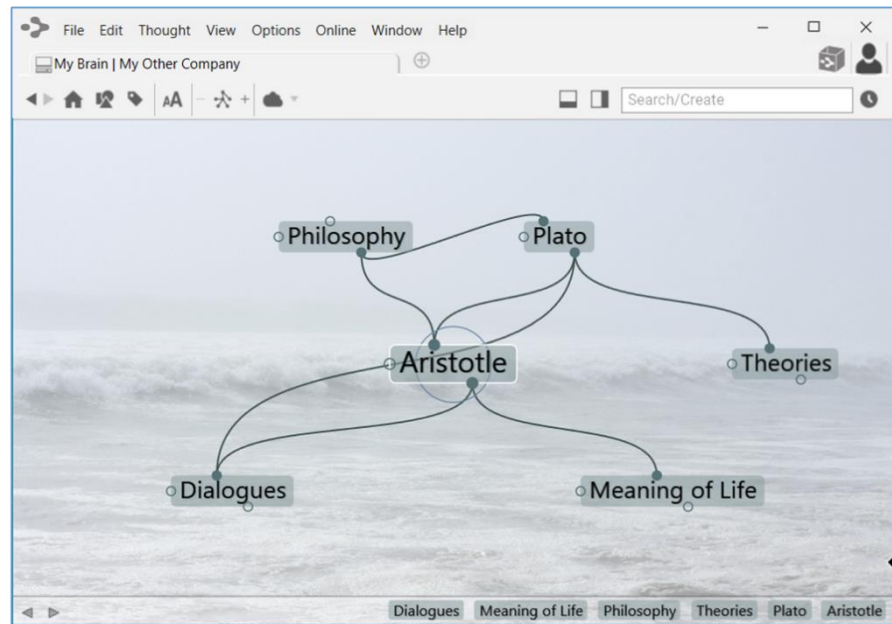 File Edit Thought View Options Online Window Help
My Brain | My Other Company
AA
Search/Create
Philosophy
Plato
Aristotle
Theories
Dialogues
Meaning of Life
Dialogues Meaning of Life Philosophy Theories Plato Aristotle